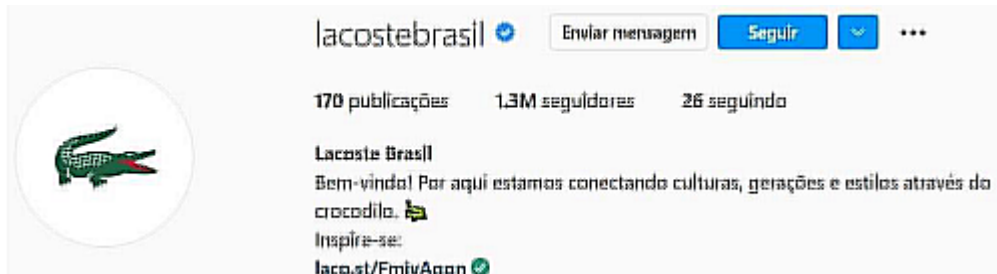 lacostebrasil Enviar mensagem Seguir
170 publicações 1,3M seguidores 26 seguindo
Lacoste Brasil
Bem-vindo! Por aqui estamos conectando culturas, gerações e estilos através do
crocodilo. 🐊
Inspire-se: